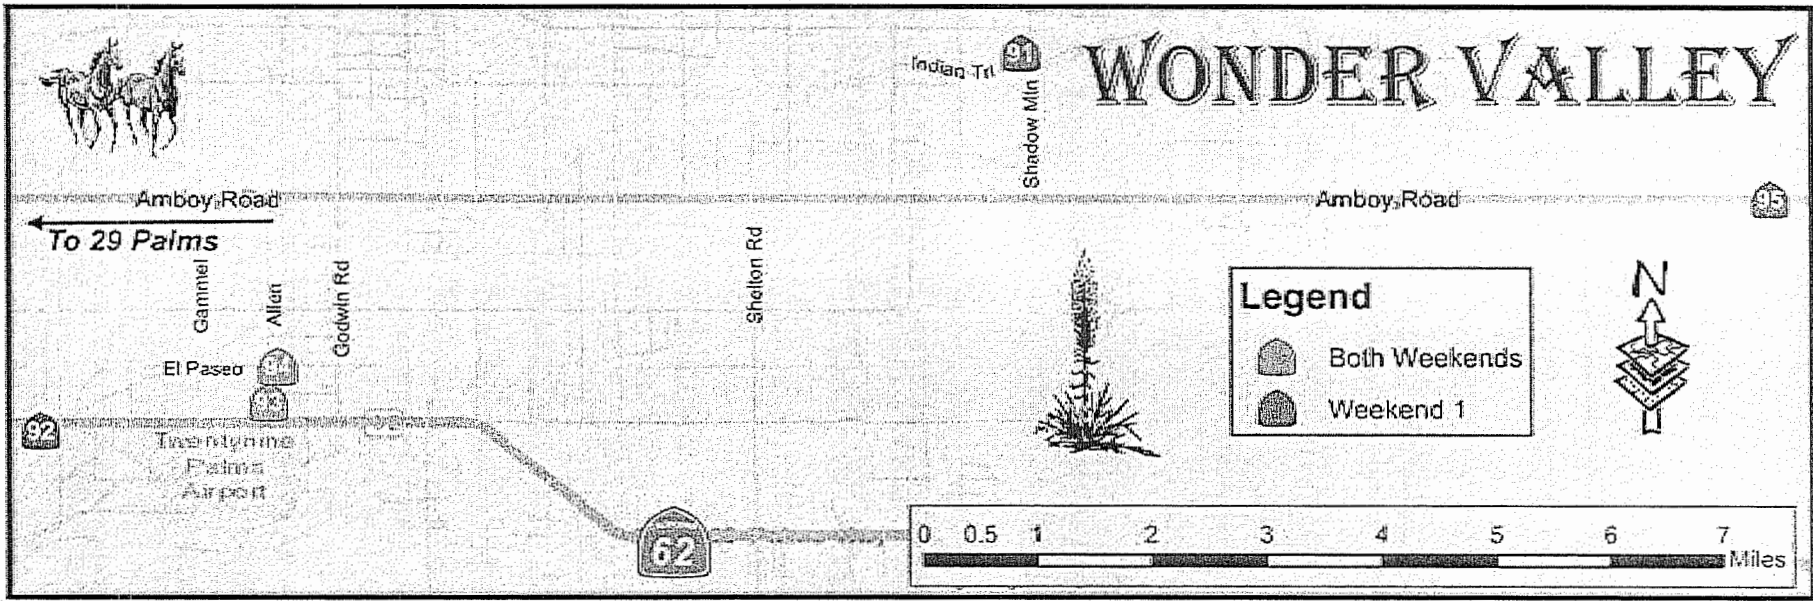 WONDER VALLEY
91
Indian Trl
Shadow Mtn
Amboy Road
Amboy Road
95
To 29 Palms
Gammel
Allen
Godwin Rd
Shelton Rd
El Paseo
92
Twentynine
Palms
Airport
62
Legend
Both Weekends
Weekend 1
N
0 0.5 1 2 3 4 5 6 7
Miles